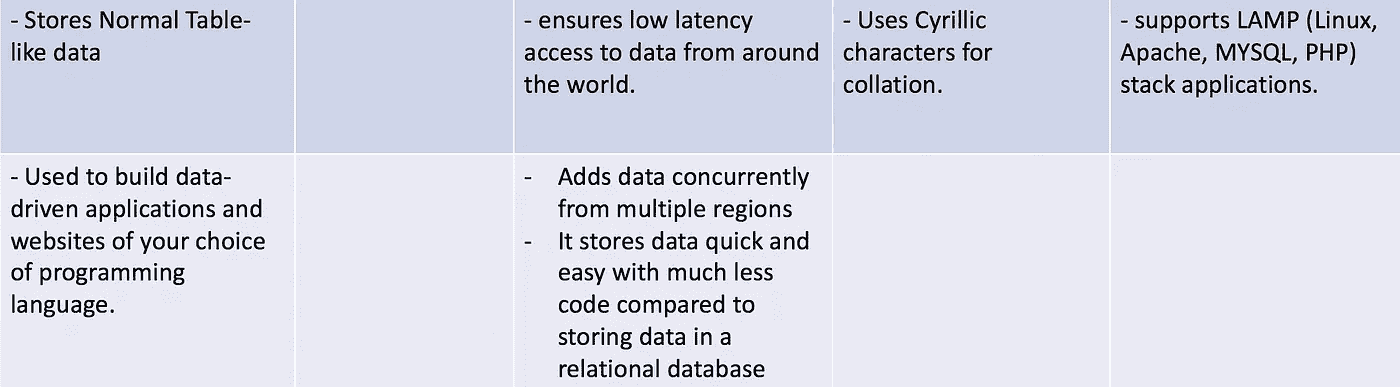 - Stores Normal Table-
like data
- ensures low latency
access to data from around
the world.
- Uses Cyrillic
characters for
collation.
- supports LAMP (Linux,
Apache, MYSQL, PHP)
stack applications.
- Used to build data-
driven applications and
websites of your choice
of programming
language.
- Adds data concurrently
from multiple regions
- It stores data quick and
easy with much less
code compared to
storing data in a
relational database